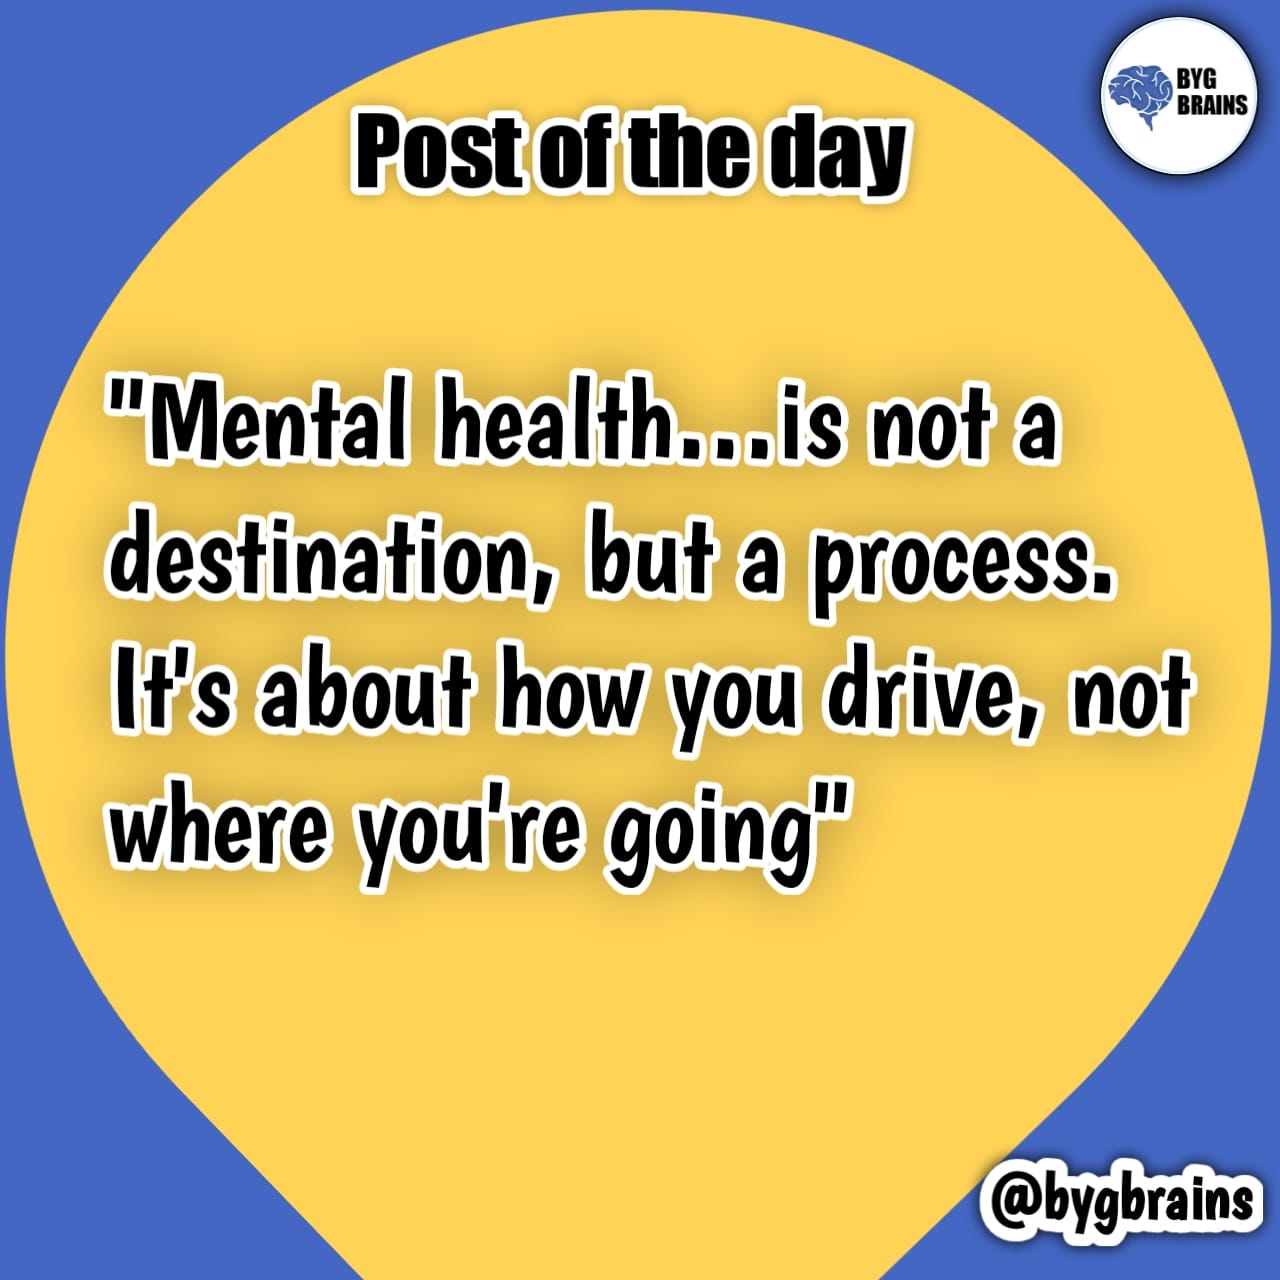 BYG
BRAINS
Post of the day
"Mental health...is not a
destination, but a process.
It's about how you drive, not
where you're going"
@bygbrains